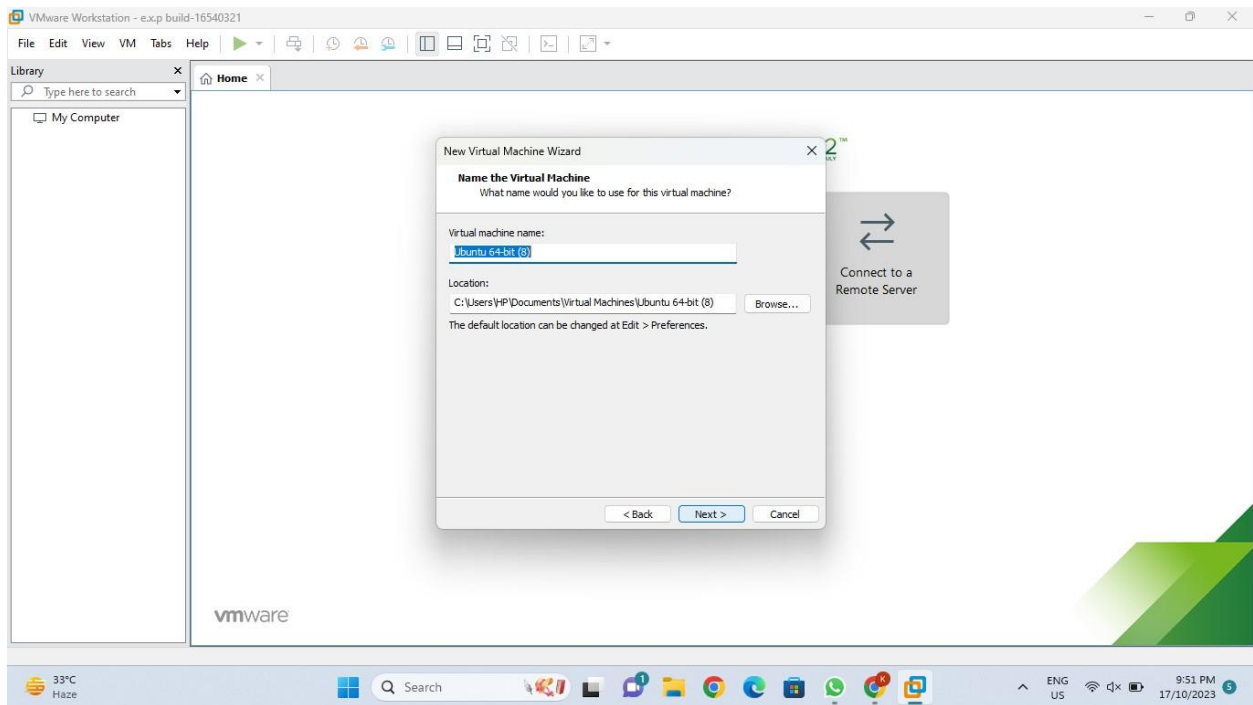 VMware Workstation - e.x.p build-16540321
File Edit View VM Tabs Help
Library
Home
Type here to search
My Computer
2™
New Virtual Machine Wizard
Name the Virtual Machine
What name would you like to use for this virtual machine?
Virtual machine name:
Ubuntu 64-bit (8)
Location:
C:\Users\HP\Documents\Virtual Machines\Ubuntu 64-bit (8) Browse...
The default location can be changed at Edit > Preferences.
< Back Next > Cancel
Connect to a
Remote Server
vmware
33°C
Haze
Search
1
K
ENG
US
9:51 PM
17/10/2023
5